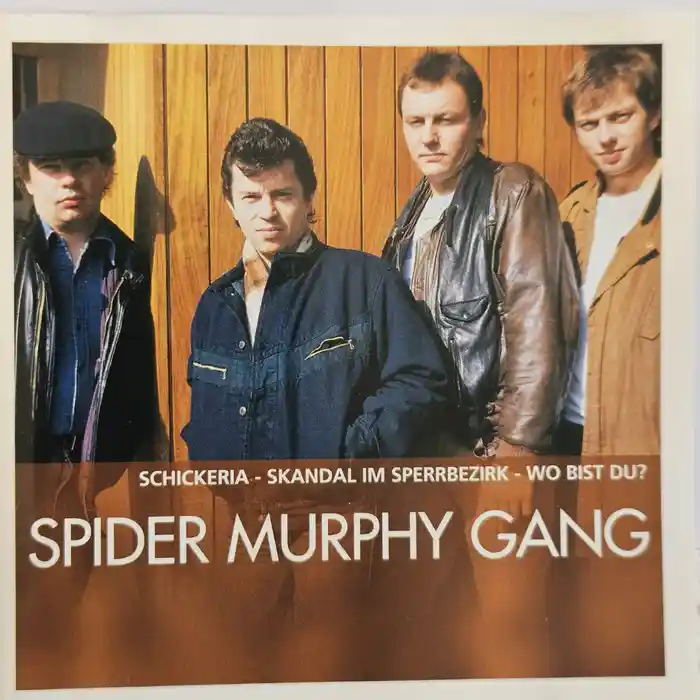 SCHICKERIA - SKANDAL IM SPERRBEZIRK - WO BIST DU?
SPIDER MURPHY GANG